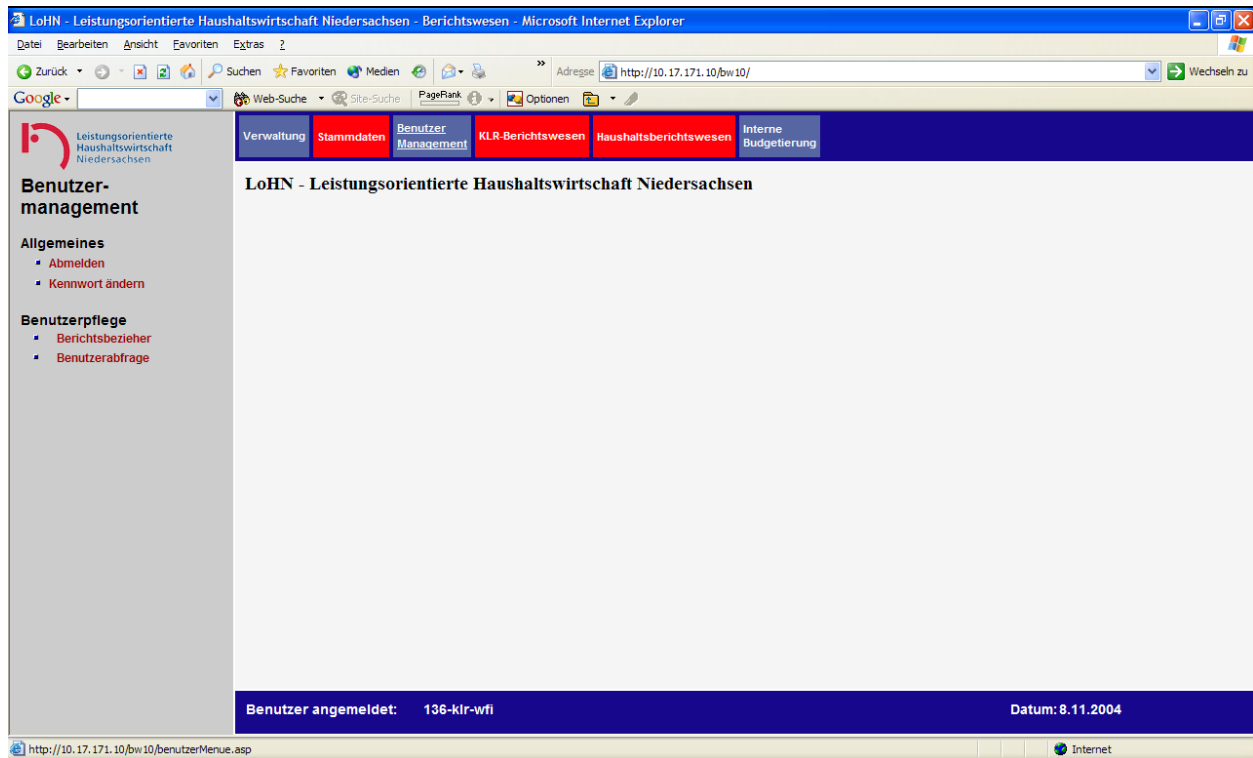 LoHN - Leistungsorientierte Haushaltswirtschaft Niedersachsen - Berichtswesen - Microsoft Internet Explorer
Datei Bearbeiten Ansicht Favoriten Extras ?
Zurück Suchen Favoriten Medien » Adresse http://10.17.171.10/bw10/ Wechseln zu
Google Web-Suche Site-Suche PageRank Optionen
Leistungsorientierte
Haushaltswirtschaft
Niedersachsen
Verwaltung Stammdaten Benutzer Management KLR-Berichtswesen Haushaltsberichtswesen Interne Budgetierung
Benutzer-
management
Allgemeines
Abmelden
Kennwort ändern
Benutzerpflege
Berichtsbezieher
Benutzerabfrage
LoHN - Leistungsorientierte Haushaltswirtschaft Niedersachsen
Benutzer angemeldet: 136-klr-wfi Datum: 8.11.2004
http://10.17.171.10/bw10/benutzerMenue.asp Internet